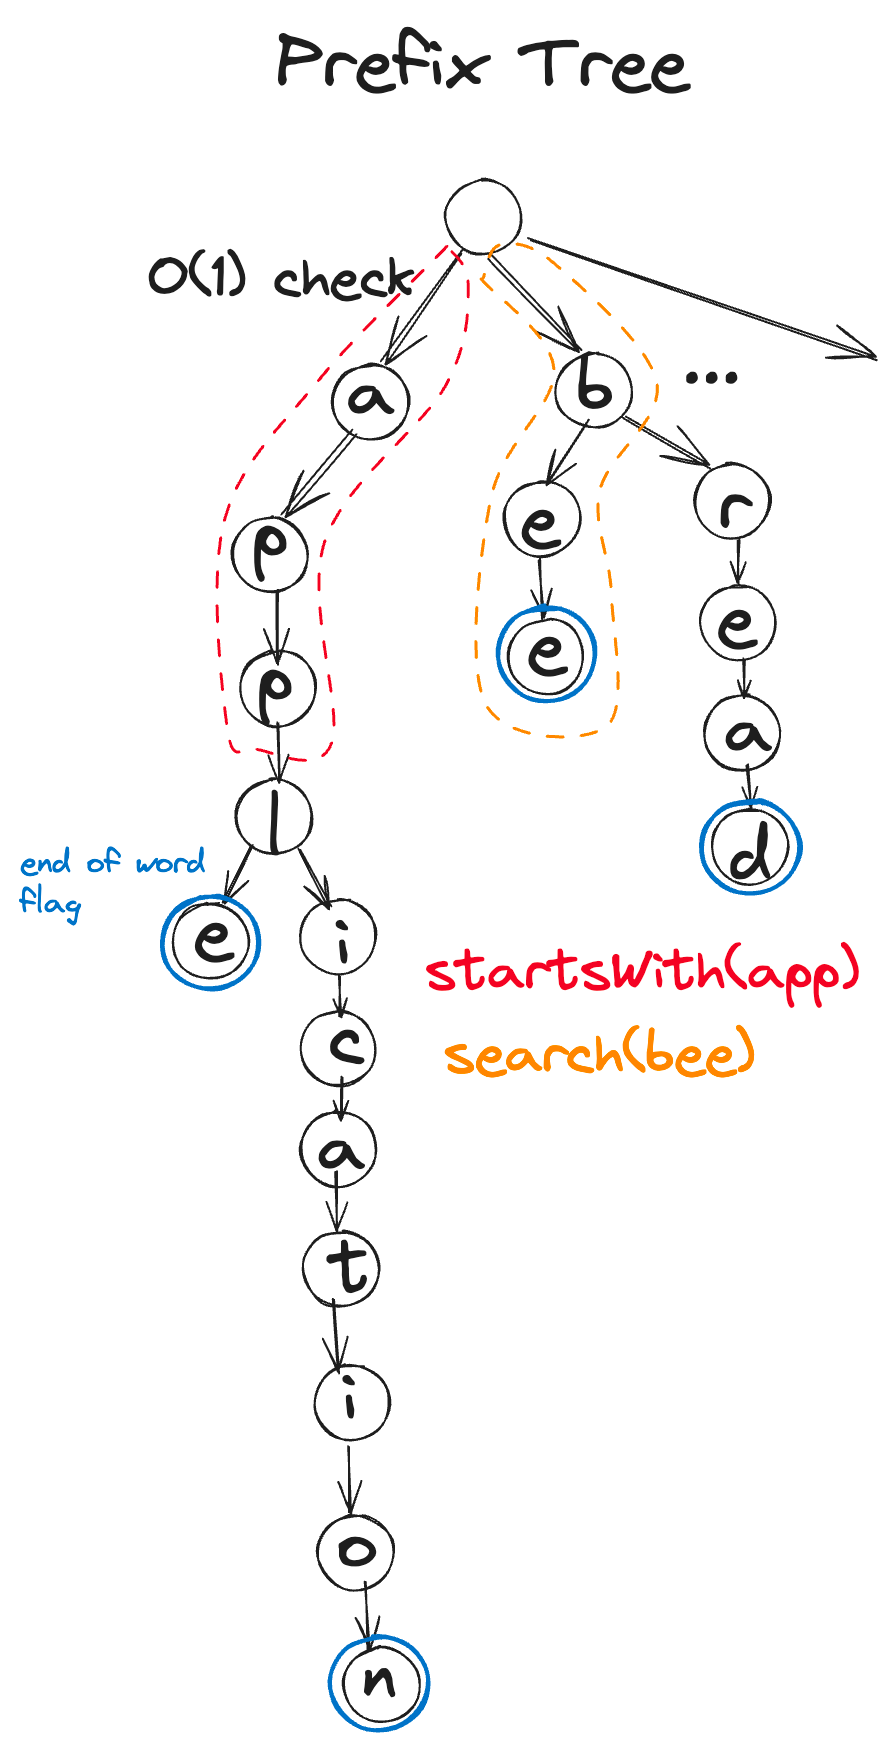 Prefix Tree
O(1) check
a
b
...
p
e
r
p
e
e
l
a
end of word
flag
e
d
i
startsWith(app)
c
search(bee)
a
t
i
o
n